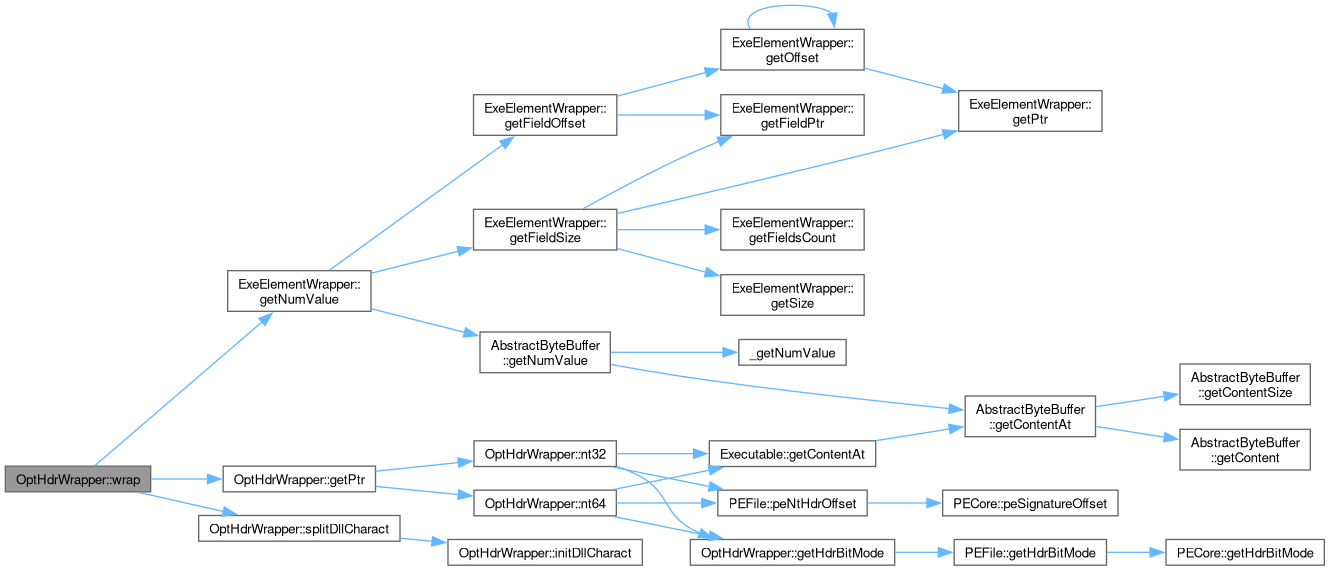 ExeElementWrapper::
getOffset
ExeElementWrapper::
getPtr
ExeElementWrapper::
getFieldOffset
ExeElementWrapper::
getFieldPtr
ExeElementWrapper::
getFieldSize
ExeElementWrapper::
getFieldsCount
ExeElementWrapper::
getNumValue
ExeElementWrapper::
getSize
AbstractByteBuffer
::getNumValue
_getNumValue
AbstractByteBuffer
::getContentSize
AbstractByteBuffer
::getContentAt
AbstractByteBuffer
::getContent
OptHdrWrapper::nt32
Executable::getContentAt
OptHdrWrapper::wrap
OptHdrWrapper::getPtr
OptHdrWrapper::nt64
PEFile::peNtHdrOffset
PECore::peSignatureOffset
OptHdrWrapper::splitDllCharact
OptHdrWrapper::initDllCharact
OptHdrWrapper::getHdrBitMode
PEFile::getHdrBitMode
PECore::getHdrBitMode